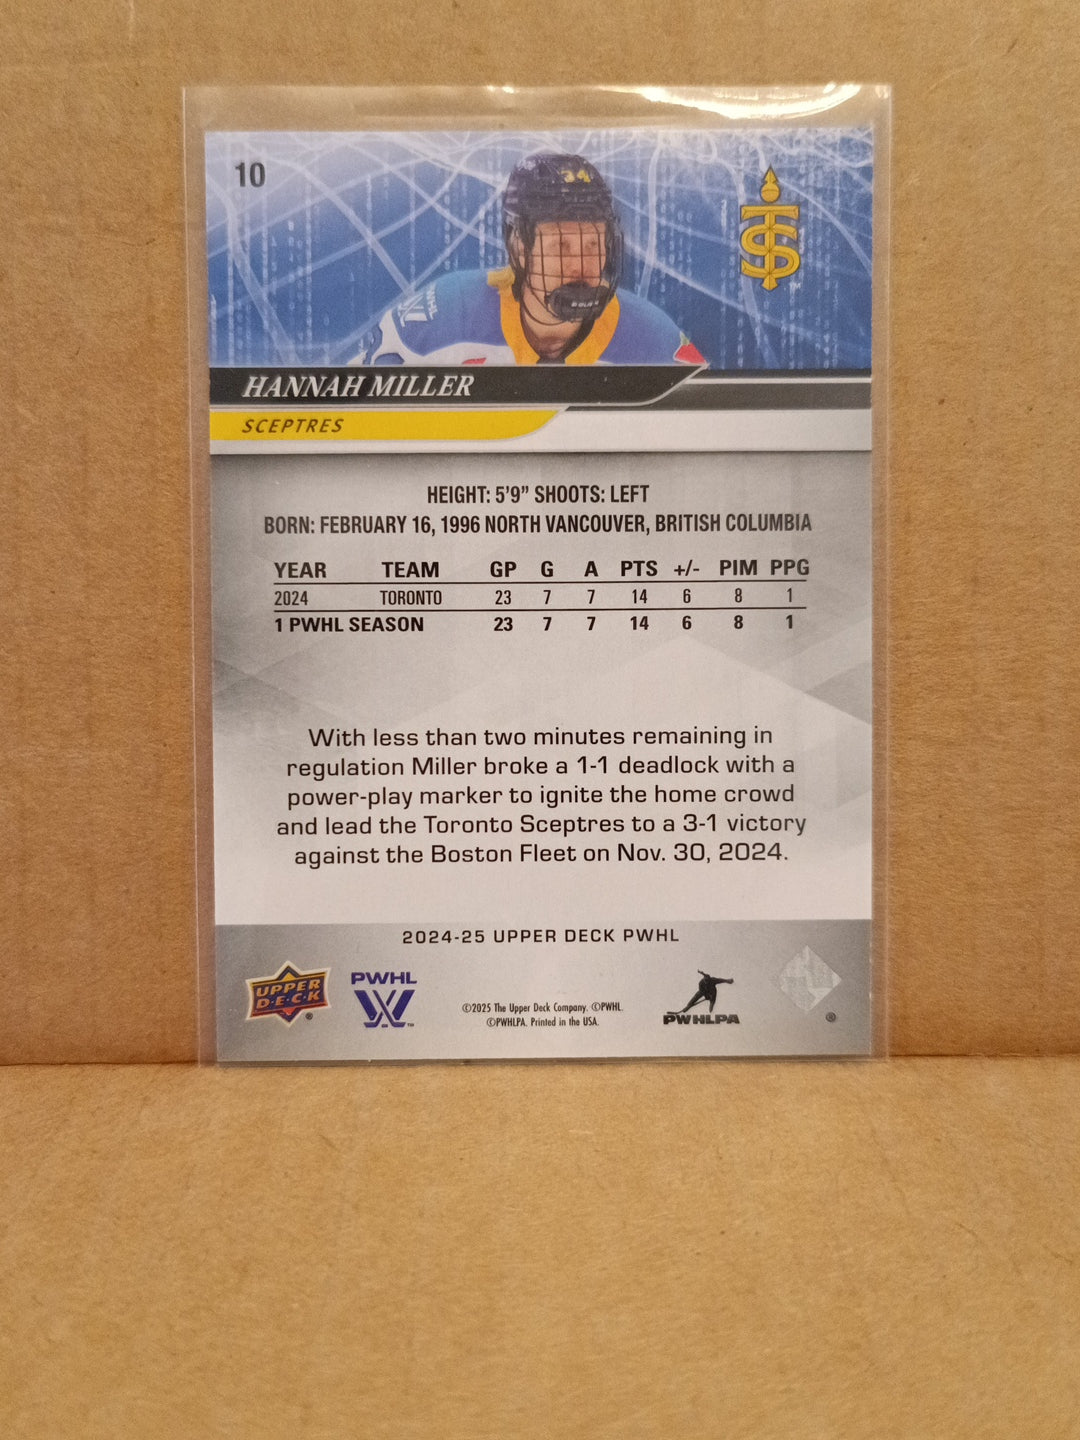 10
34
TS
™
HANNAH MILLER
SCEPTRES
HEIGHT: 5'9" SHOOTS: LEFT
BORN: FEBRUARY 16, 1996 NORTH VANCOUVER, BRITISH COLUMBIA
YEAR TEAM GP G A PTS +/- PIM PPG
2024 TORONTO 23 7 7 14 6 8 1
1 PWHL SEASON 23 7 7 14 6 8 1
With less than two minutes remaining in
regulation Miller broke a 1-1 deadlock with a
power-play marker to ignite the home crowd
and lead the Toronto Sceptres to a 3-1 victory
against the Boston Fleet on Nov. 30, 2024.
2024-25 UPPER DECK PWHL
UPPER
D·E·C·K
®
PWHL
™
©2025 The Upper Deck Company. ©PWHL.
©PWHLPA. Printed in the USA.
PWHLPA
®